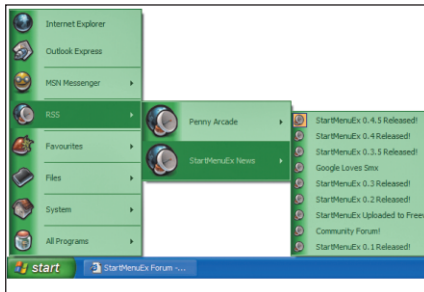 Internet Explorer
Outlook Express
MSN Messenger
RSS
Favourites
Files
System
All Programs
Penny Arcade
StartMenuEx News
StartMenuEx 0.4.5 Released!
StartMenuEx 0.4 Released!
StartMenuEx 0.3.5 Released!
Google Loves Smx
StartMenuEx 0.3 Released!
StartMenuEx 0.2 Released!
StartMenuEx Uploaded to
Community Forum!
StartMenuEx 0.1 Released!
start
StartMenuEx Forum -...